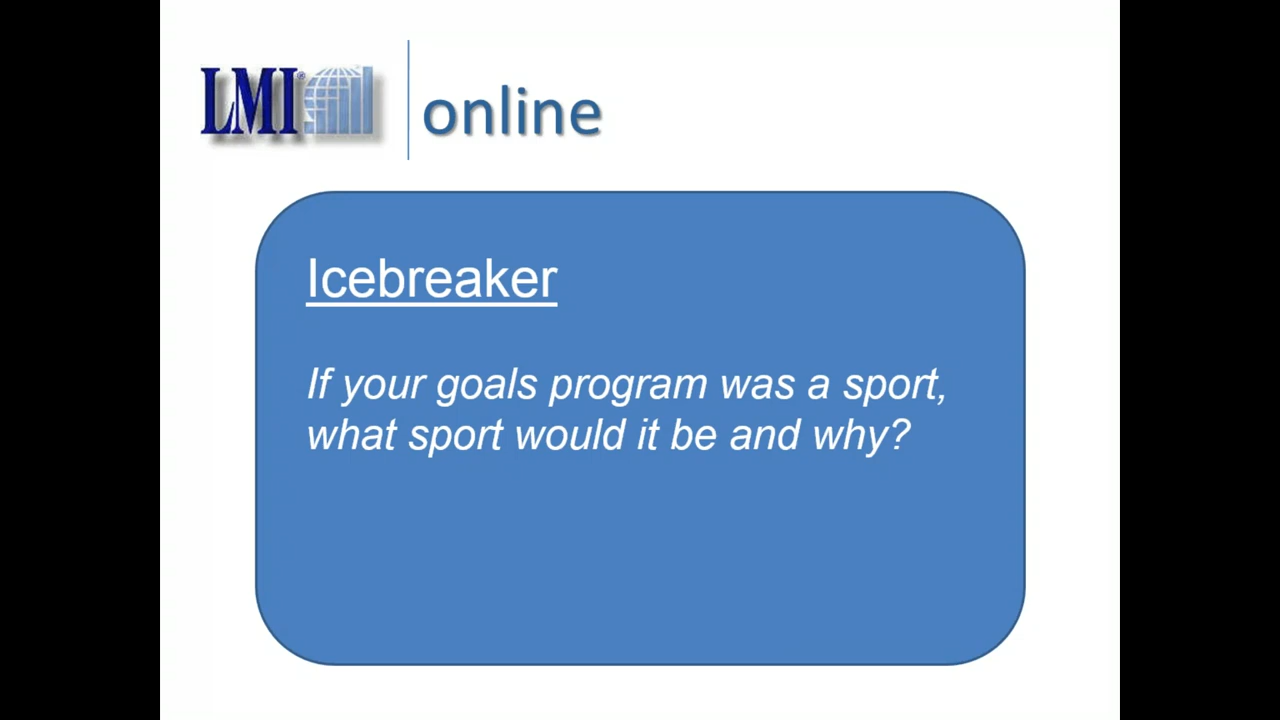 LMI® online
Icebreaker
If your goals program was a sport,
what sport would it be and why?